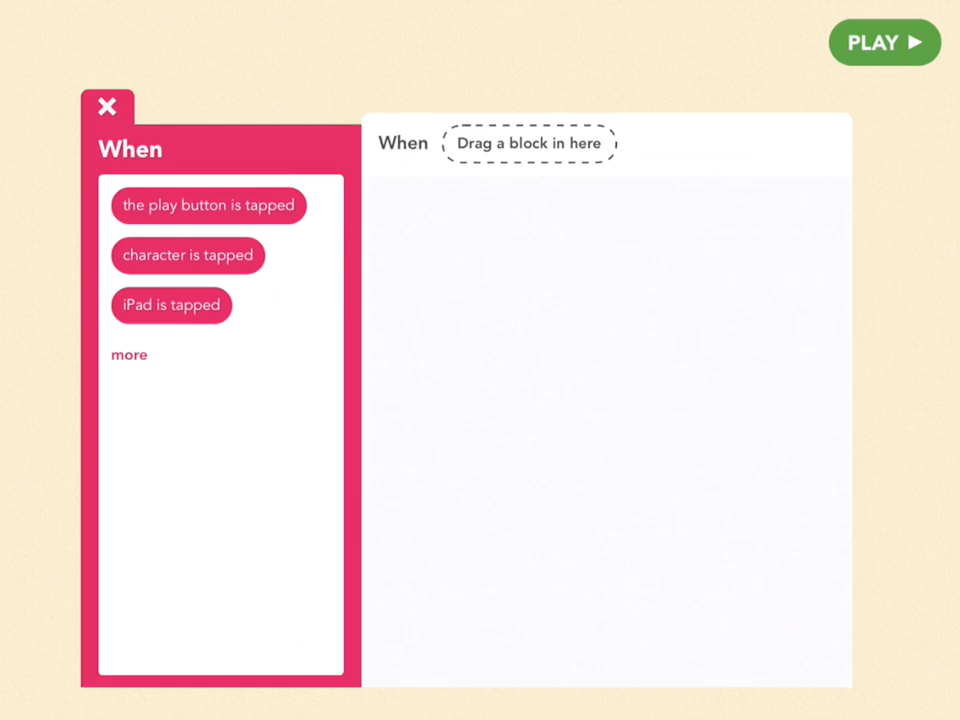 PLAY
When
When Drag a block in here
the play button is tapped
character is tapped
iPad is tapped
more